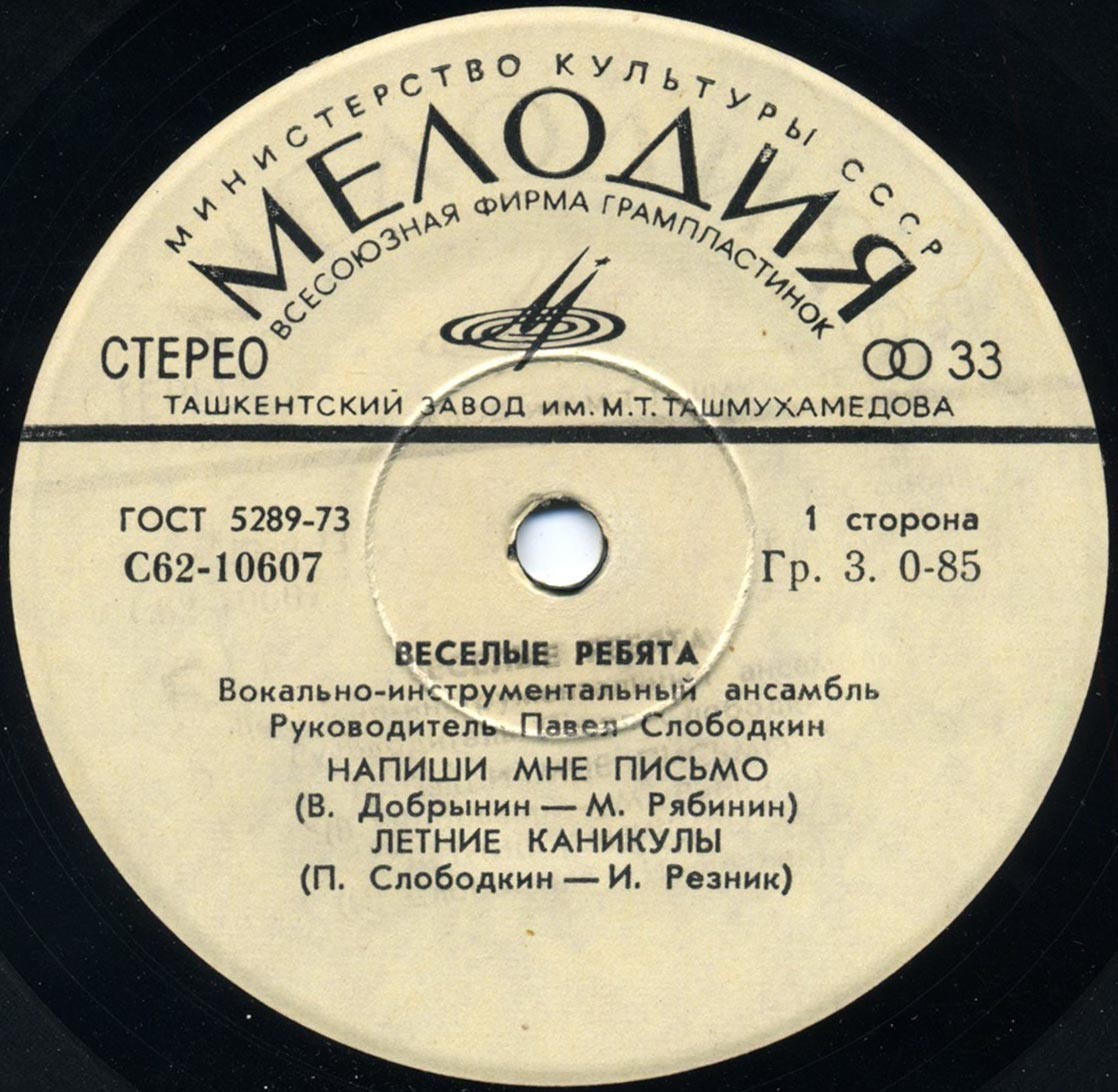 МИНИСТЕРСТВО КУЛЬТУРЫ СССР
МЕЛОДИЯ
ВСЕСОЮЗНАЯ ФИРМА ГРАМПЛАСТИНОК
СТЕРЕО 33
ТАШКЕНТСКИЙ ЗАВОД им. М.Т. ТАШМУХАМЕДОВА
ГОСТ 5289-73 1 сторона
С62-10607 Гр. 3. 0-85
ВЕСЕЛЫЕ РЕБЯТА
Вокально-инструментальный ансамбль
Руководитель Павел Слободкин
НАПИШИ МНЕ ПИСЬМО
(В. Добрынин — М. Рябинин)
ЛЕТНИЕ КАНИКУЛЫ
(П. Слободкин — И. Резник)